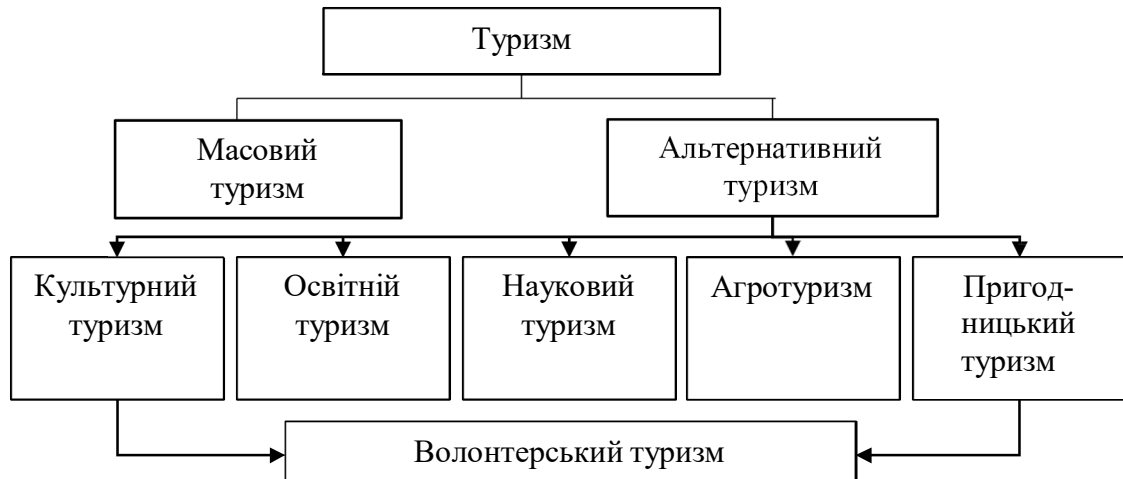 Туризм
Масовий
туризм
Альтернативний
туризм
Культурний
туризм
Освітній
туризм
Науковий
туризм
Агротуризм
Пригод-
ницький
туризм
Волонтерський туризм